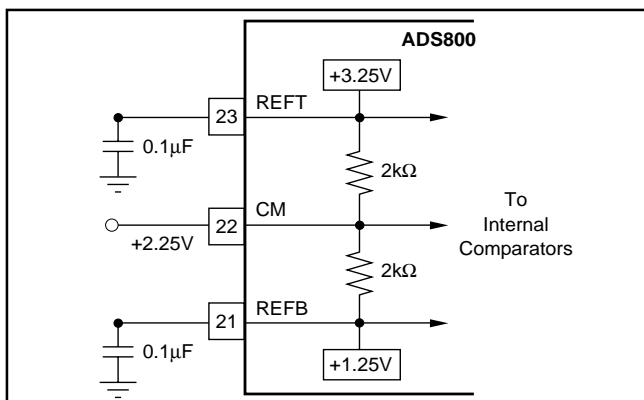 ADS800
+3.25V
23
REFT
0.1µF
2kΩ
22
CM
+2.25V
To
Internal
Comparators
2kΩ
21
REFB
0.1µF
+1.25V